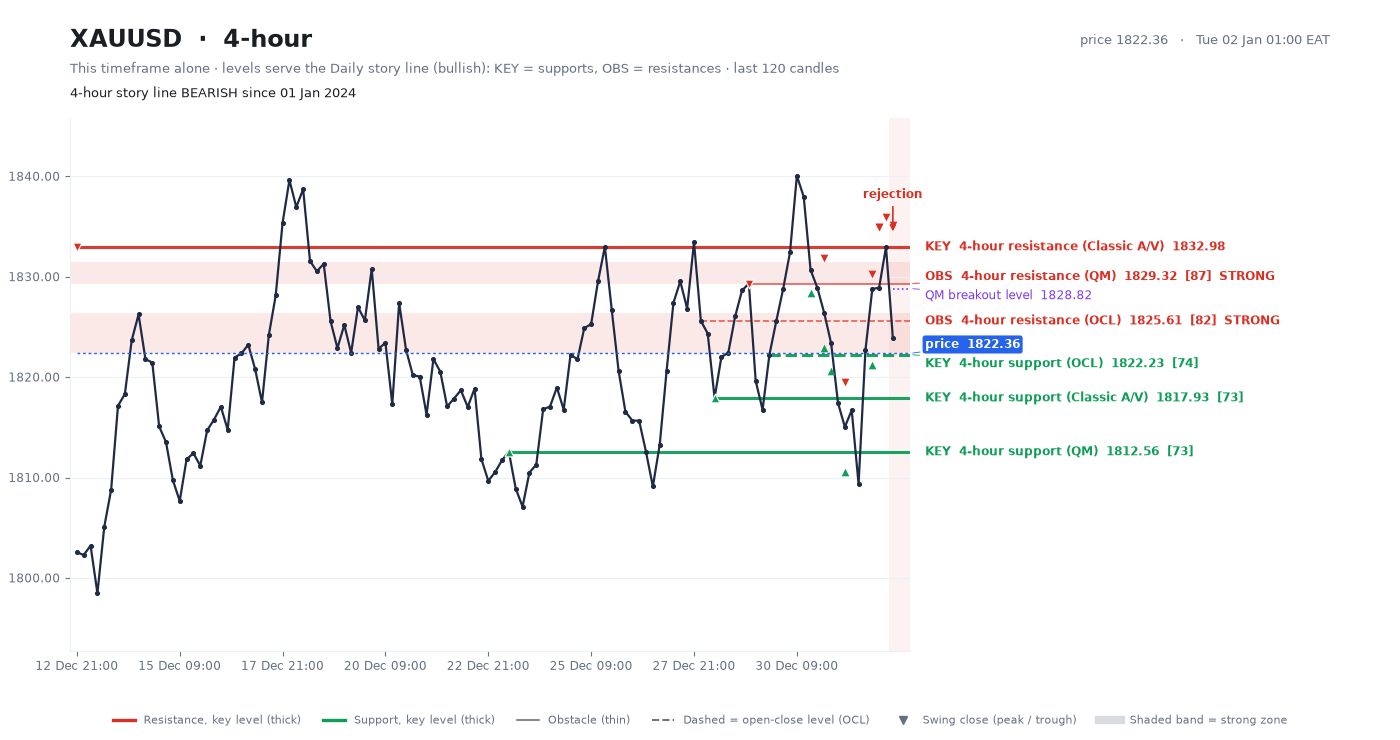 XAUUSD · 4-hour
price 1822.36 · Tue 02 Jan 01:00 EAT
This timeframe alone · levels serve the Daily story line (bullish): KEY = supports, OBS = resistances · last 120 candles
4-hour story line BEARISH since 01 Jan 2024
1840.00
1830.00
1820.00
1810.00
1800.00
rejection
KEY 4-hour resistance (Classic A/V) 1832.98
OBS 4-hour resistance (QM) 1829.32 [87] STRONG
QM breakout level 1828.82
OBS 4-hour resistance (OCL) 1825.61 [82] STRONG
price 1822.36
KEY 4-hour support (OCL) 1822.23 [74]
KEY 4-hour support (Classic A/V) 1817.93 [73]
KEY 4-hour support (QM) 1812.56 [73]
12 Dec 21:00 15 Dec 09:00 17 Dec 21:00 20 Dec 09:00 22 Dec 21:00 25 Dec 09:00 27 Dec 21:00 30 Dec 09:00
Resistance, key level (thick) Support, key level (thick) Obstacle (thin) Dashed = open-close level (OCL) Swing close (peak / trough) Shaded band = strong zone